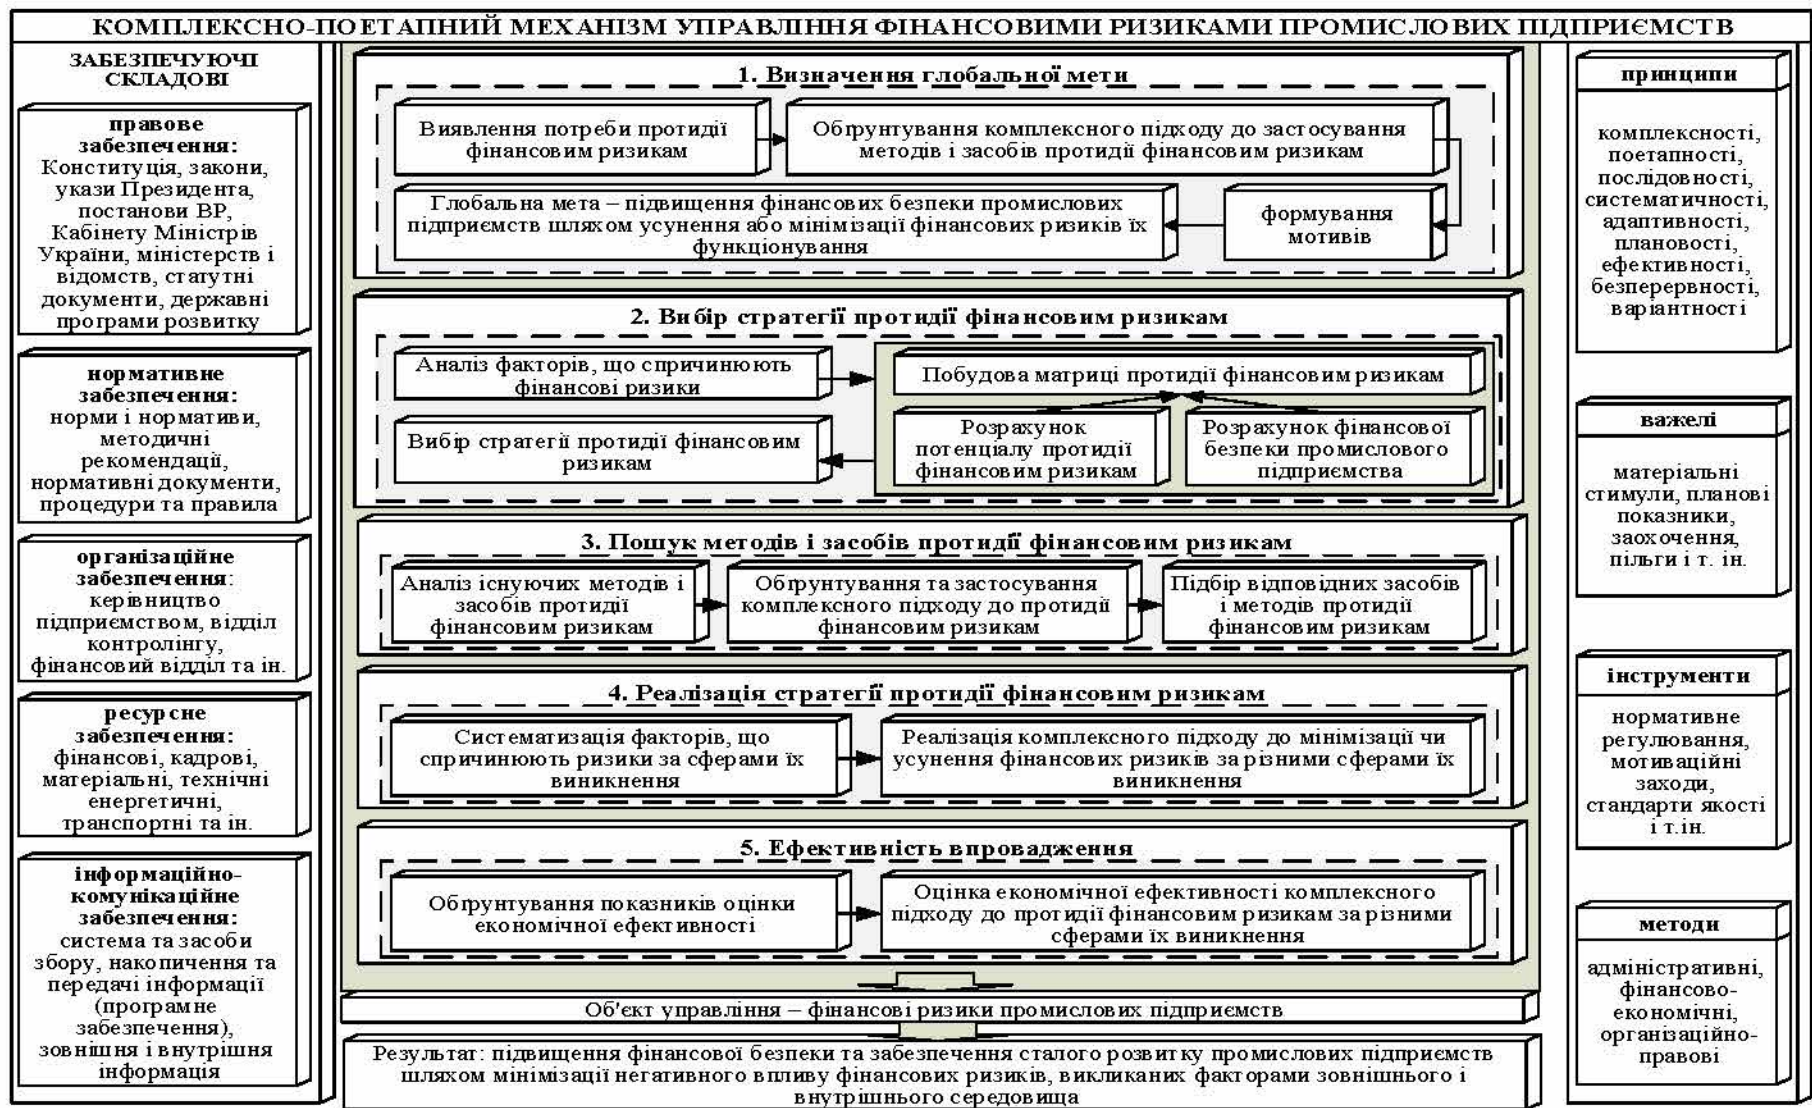 КОМПЛЕКСНО-ПОЕТАПНИЙ МЕХАНІЗМ УПРАВЛІННЯ ФІНАНСОВИМИ РИЗИКАМИ ПРОМИСЛОВИХ ПІДПРИЄМСТВ
ЗАБЕЗПЕЧУЮЧІ
СКЛАДОВІ
правове
забезпечення:
Конституція, закони,
укази Президента,
постанови ВР,
Кабінету Міністрів
України, міністерств і
відомств, статутні
документи, державні
програми розвитку
нормативне
забезпечення:
норми і нормативи,
методичні
рекомендації,
нормативні документи,
процедури та правила
організаційне
забезпечення:
керівництво
підприємством, відділ
контролінгу,
фінансовий відділ та ін.
ресурсне
забезпечення:
фінансові, кадрові,
матеріальні, технічні
енергетичні,
транспортні та ін.
інформаційно-
комунікаційне
забезпечення:
система та засоби
збору, накопичення та
передачі інформації
(програмне
забезпечення),
зовнішня і внутрішня
інформація
1. Визначення глобальної мети
Виявлення потреби протидії
фінансовим ризикам
Обґрунтування комплексного підходу до застосування
методів і засобів протидії фінансовим ризикам
Глобальна мета – підвищення фінансових безпеки промислових
підприємств шляхом усунення або мінімізації фінансових ризиків їх
функціонування
формування
мотивів
2. Вибір стратегії протидії фінансовим ризикам
Аналіз факторів, що спричинюють
фінансові ризики
Побудова матриці протидії фінансовим ризикам
Вибір стратегії протидії фінансовим
ризикам
Розрахунок
потенціалу протидії
фінансовим ризикам
Розрахунок фінансової
безпеки промислового
підприємства
3. Пошук методів і засобів протидії фінансовим ризикам
Аналіз існуючих методів і
засобів протидії
фінансовим ризикам
Обґрунтування та застосування
комплексного підходу до протидії
фінансовим ризикам
Підбір відповідних засобів
і методів протидії
фінансовим ризикам
4. Реалізація стратегії протидії фінансовим ризикам
Систематизація факторів, що
спричинюють ризики за сферами їх
виникнення
Реалізація комплексного підходу до мінімізації чи
усунення фінансових ризиків за різними сферами їх
виникнення
5. Ефективність впровадження
Обґрунтування показників оцінки
економічної ефективності
Оцінка економічної ефективності комплексного
підходу до протидії фінансовим ризикам за різними
сферами їх виникнення
Об'єкт управління – фінансові ризики промислових підприємств
Результат: підвищення фінансової безпеки та забезпечення сталого розвитку промислових підприємств
шляхом мінімізації негативного впливу фінансових ризиків, викликаних факторами зовнішнього і
внутрішнього середовища
принципи
комплексності,
поетапності,
послідовності,
систематичності,
адаптивності,
плановості,
ефективності,
безперервності,
варіантності
важелі
матеріальні
стимули, планові
показники,
заохочення,
пільги і т. ін.
інструменти
нормативне
регулювання,
мотиваційні
заходи,
стандарти якості
і т.ін.
методи
адміністративні,
фінансово-
економічні,
організаційно-
правові